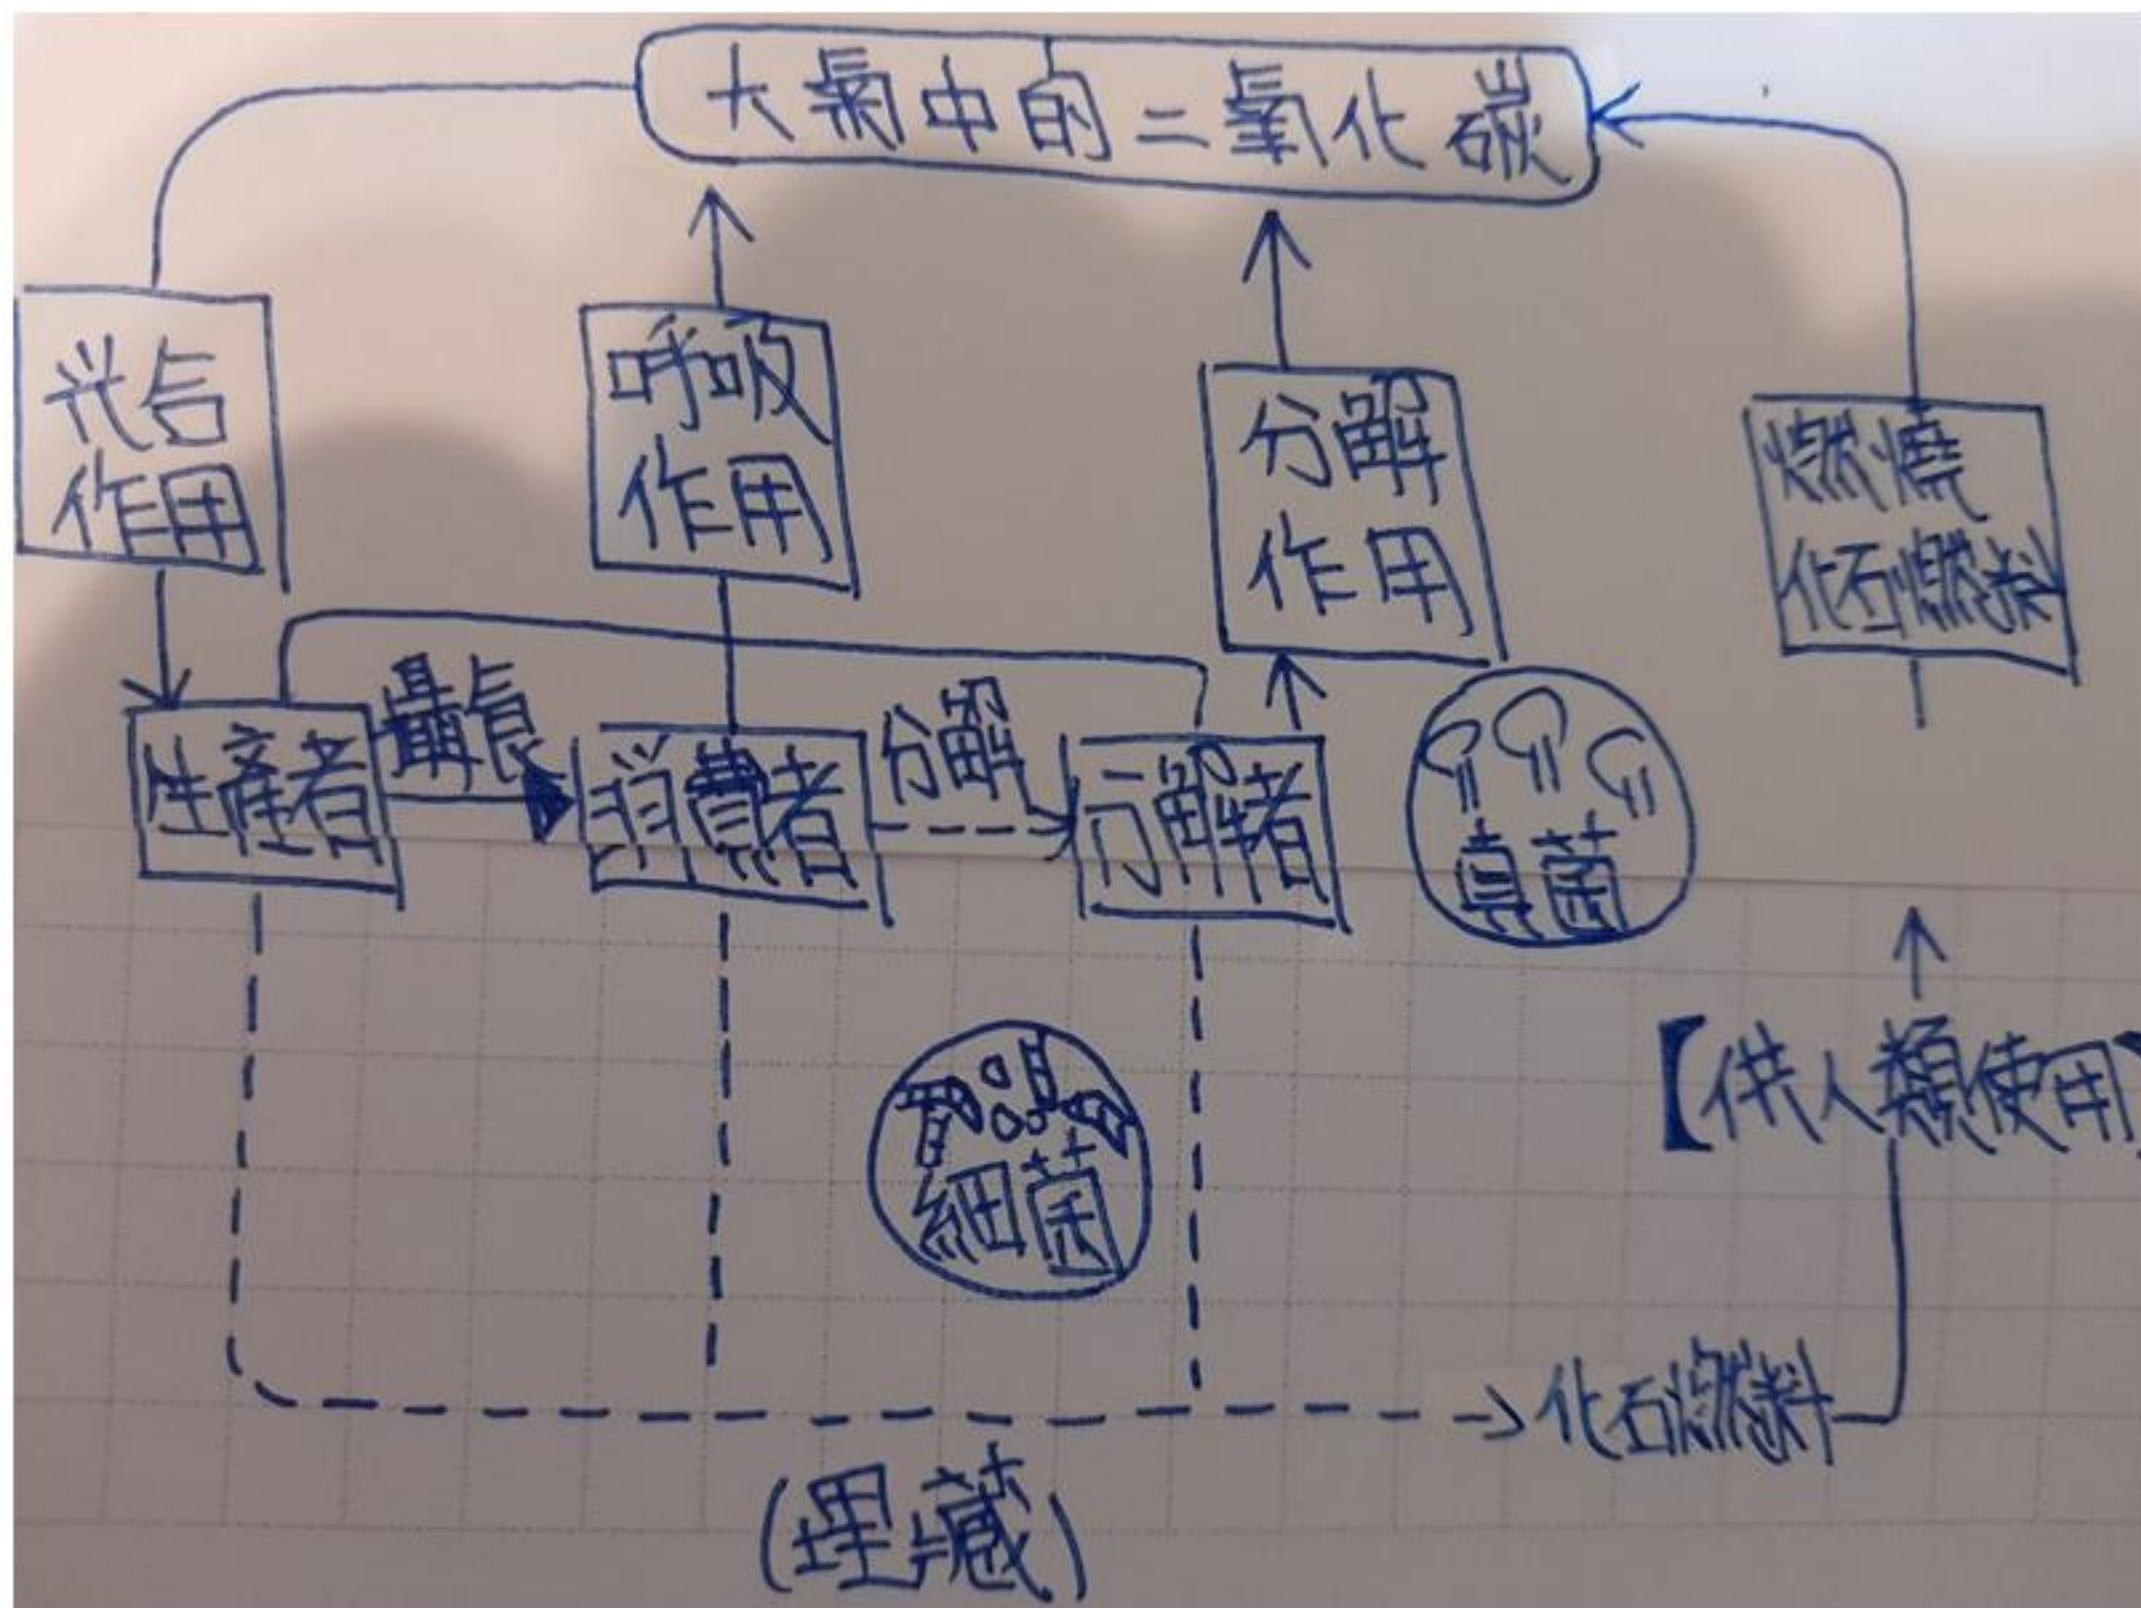 大氣中的二氧化碳
光合
作用
呼吸
作用
分解
作用
燃燒
化石燃料
生產者
攝食
消費者
分解
分解者
真菌
細菌
【供人類使用】
化石燃料
(埋藏)